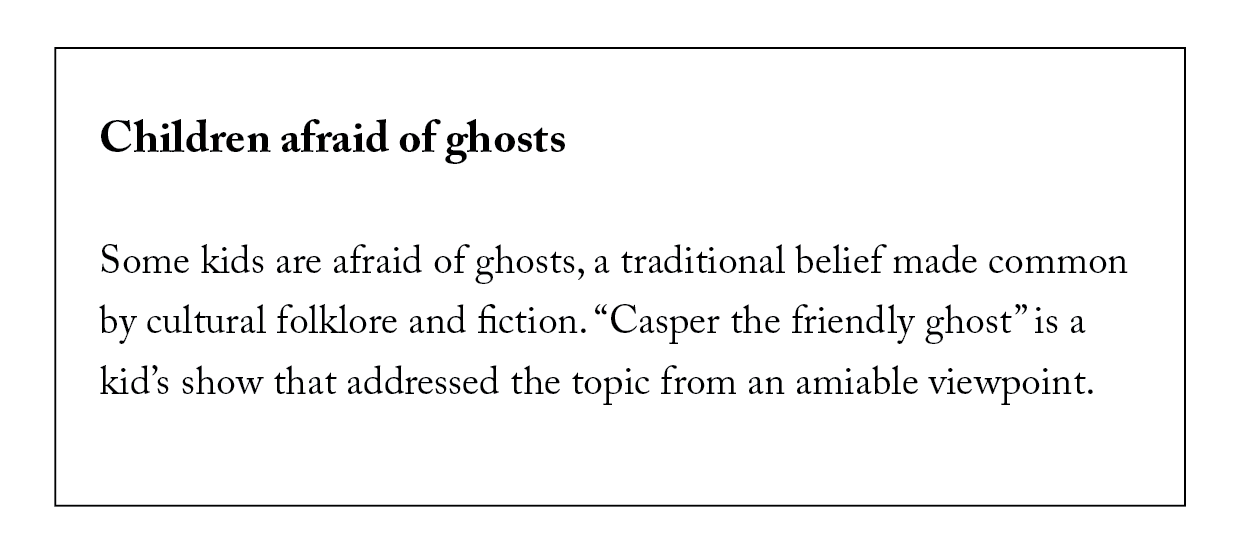 Children afraid of ghosts
Some kids are afraid of ghosts, a traditional belief made common
by cultural folklore and fiction. “Casper the friendly ghost” is a
kid’s show that addressed the topic from an amiable viewpoint.